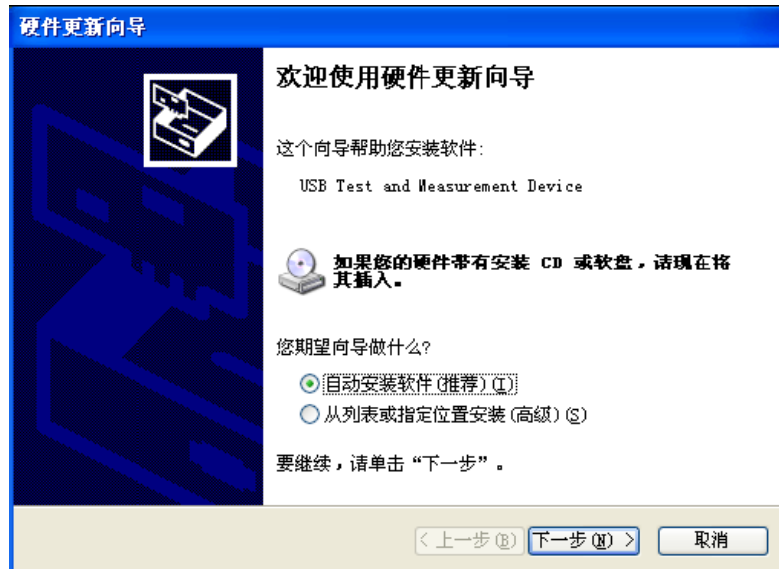 硬件更新向导
欢迎使用硬件更新向导
这个向导帮助您安装软件:
USB Test and Measurement Device
如果您的硬件带有安装 CD 或软盘，请现在将
其插入。
您期望向导做什么?
自动安装软件(推荐)(I)
从列表或指定位置安装(高级)(S)
要继续，请单击“下一步”。
< 上一步(B)
下一步(N) >
取消